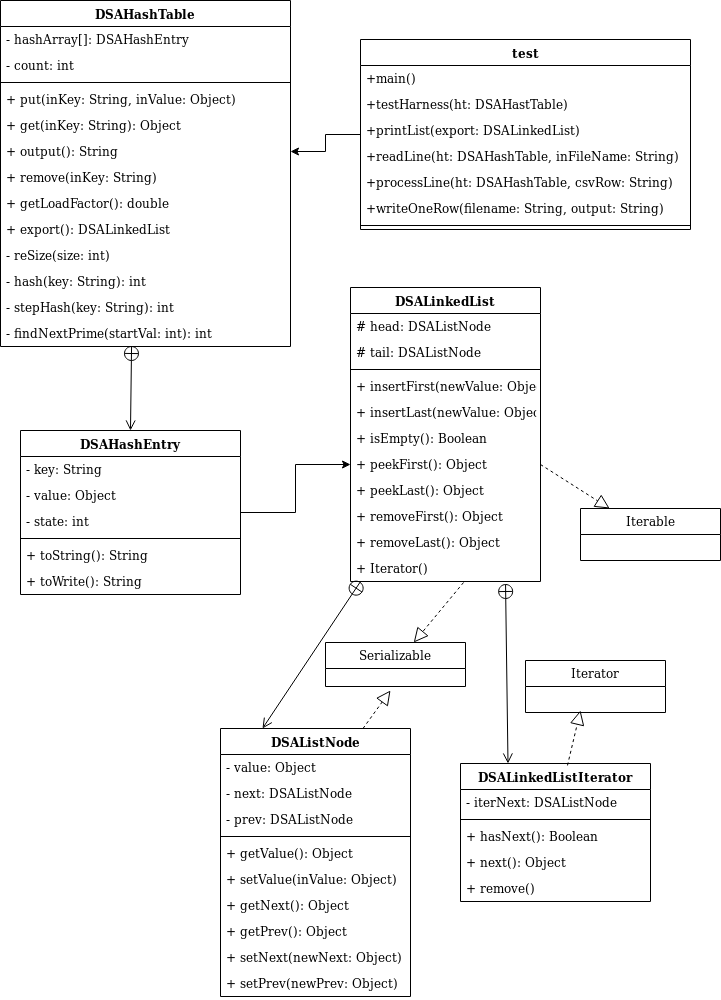 DSAHashTable
- hashArray[]: DSAHashEntry
- count: int
+ put(inKey: String, inValue: Object)
+ get(inKey: String): Object
+ output(): String
+ remove(inKey: String)
+ getLoadFactor(): double
+ export(): DSALinkedList
- reSize(size: int)
- hash(key: String): int
- stepHash(key: String): int
- findNextPrime(startVal: int): int
test
+main()
+testHarness(ht: DSAHastTable)
+printList(export: DSALinkedList)
+readLine(ht: DSAHashTable, inFileName: String)
+processLine(ht: DSAHashTable, csvRow: String)
+writeOneRow(filename: String, output: String)
DSALinkedList
# head: DSAListNode
# tail: DSAListNode
+ insertFirst(newValue: Obje
+ insertLast(newValue: Objec
+ isEmpty(): Boolean
+ peekFirst(): Object
+ peekLast(): Object
+ removeFirst(): Object
+ removeLast(): Object
+ Iterator()
DSAHashEntry
- key: String
- value: Object
- state: int
+ toString(): String
+ toWrite(): String
Iterable
Serializable
Iterator
DSAListNode
- value: Object
- next: DSAListNode
- prev: DSAListNode
+ getValue(): Object
+ setValue(inValue: Object)
+ getNext(): Object
+ getPrev(): Object
+ setNext(newNext: Object)
+ setPrev(newPrev: Object)
DSALinkedListIterator
- iterNext: DSAListNode
+ hasNext(): Boolean
+ next(): Object
+ remove()